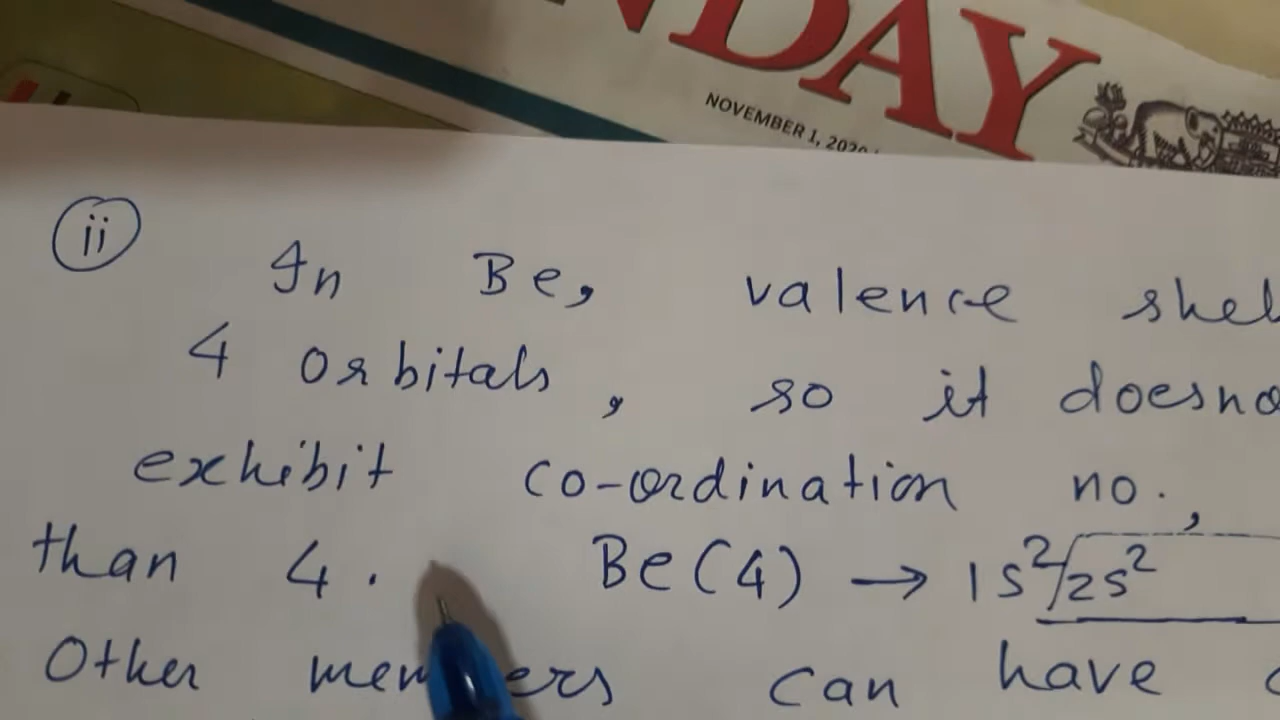 NDAY
NOVEMBER 1, 2020
ii
In Be, valence shel
4 orbitals, so it doesno
exhibit co-ordination no.,
than 4. Be(4) → 1s²/2s²
Other members can have